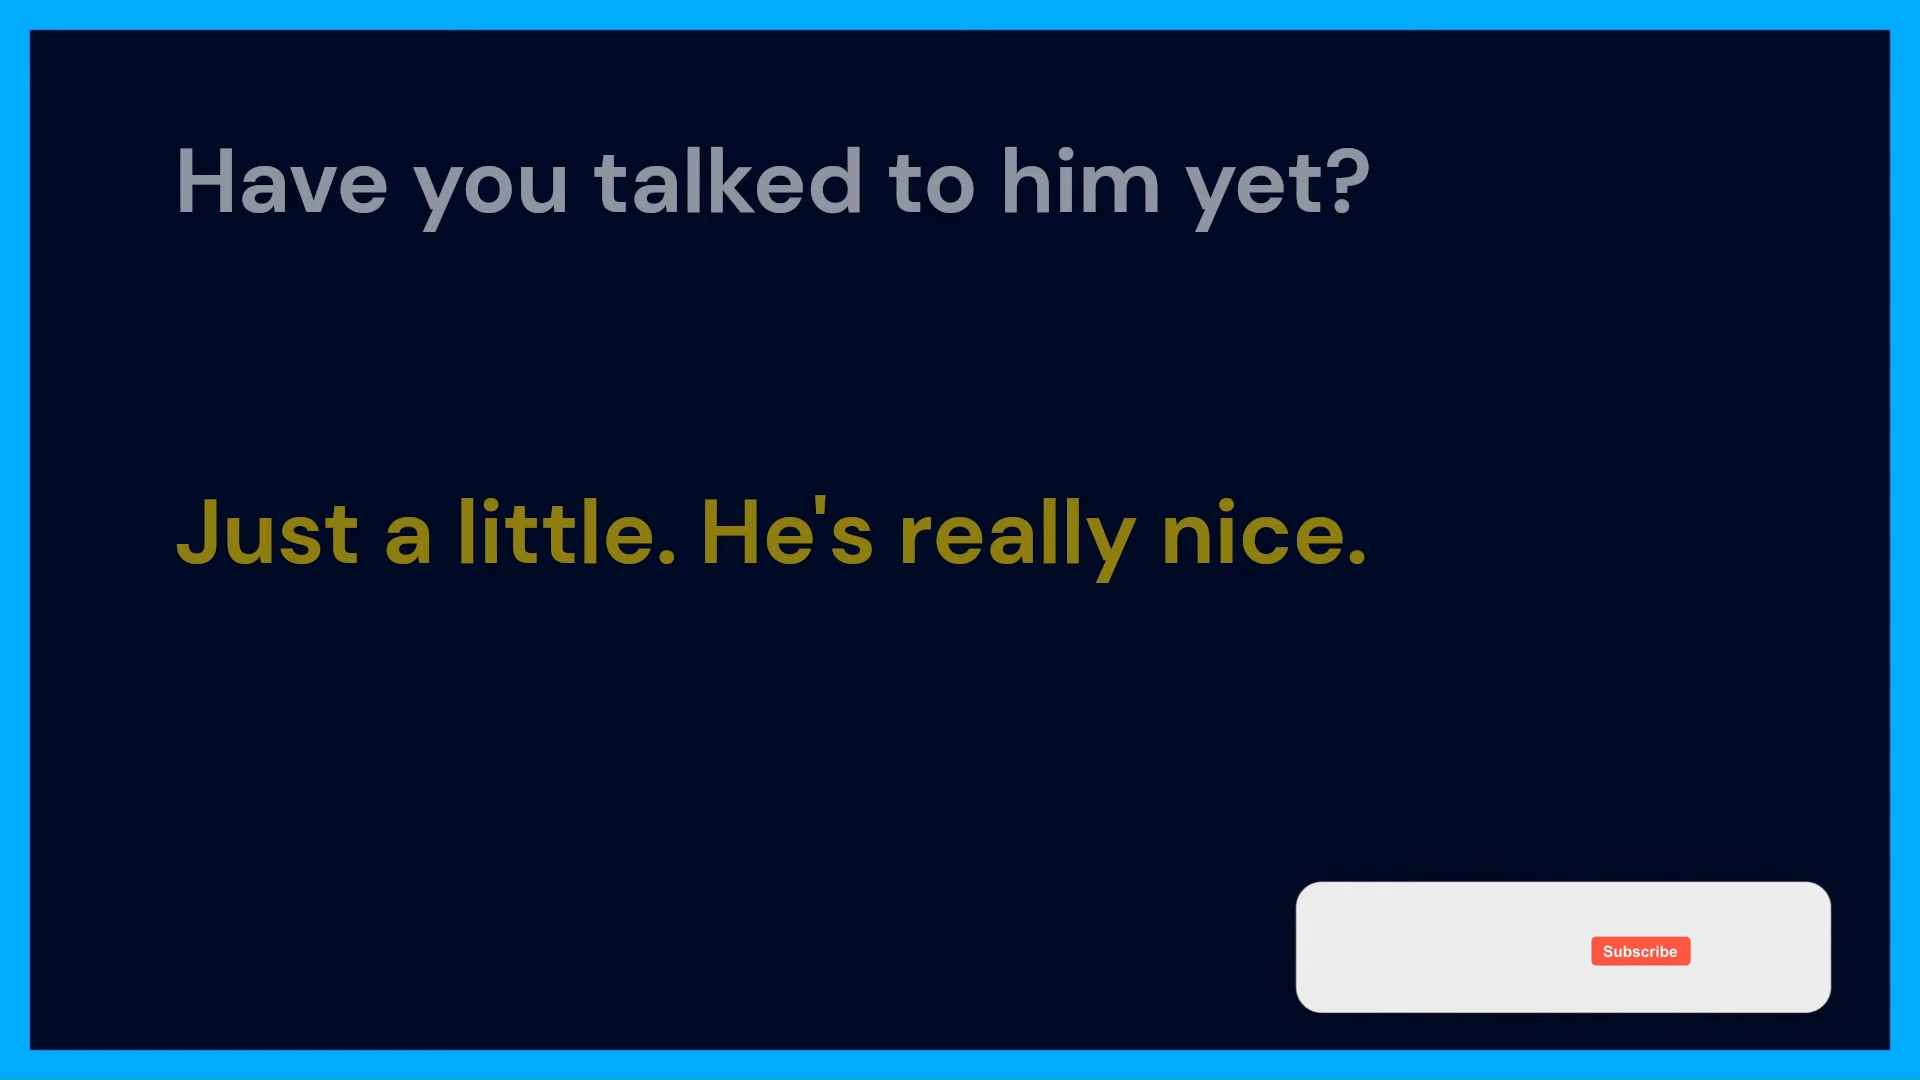 Have you talked to him yet?
Just a little. He's really nice.
Subscribe